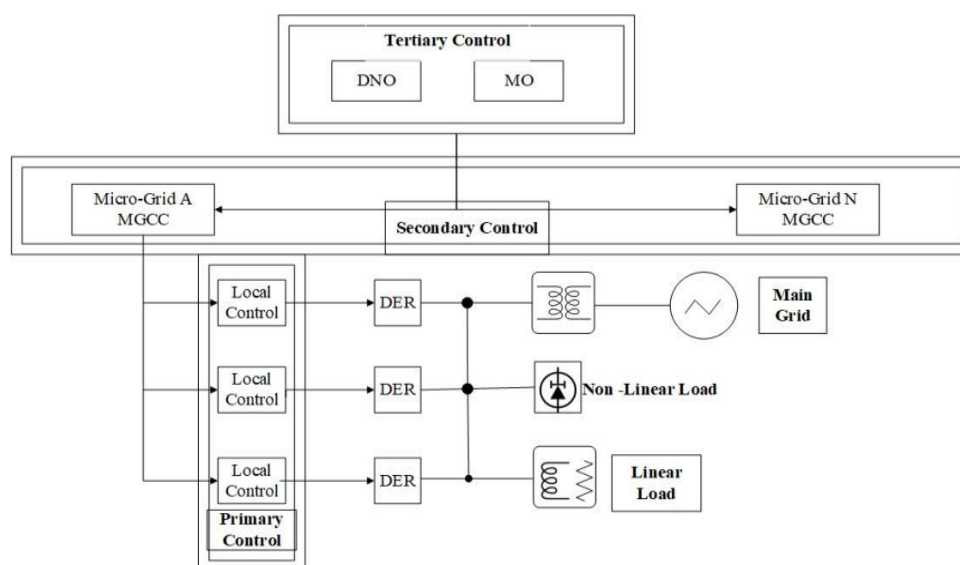 Tertiary Control
DNO
MO
Micro-Grid A
MGCC
Micro-Grid N
MGCC
Secondary Control
Local
Control
DER
Main
Grid
Local
Control
DER
Non -Linear Load
Local
Control
DER
Linear
Load
Primary
Control